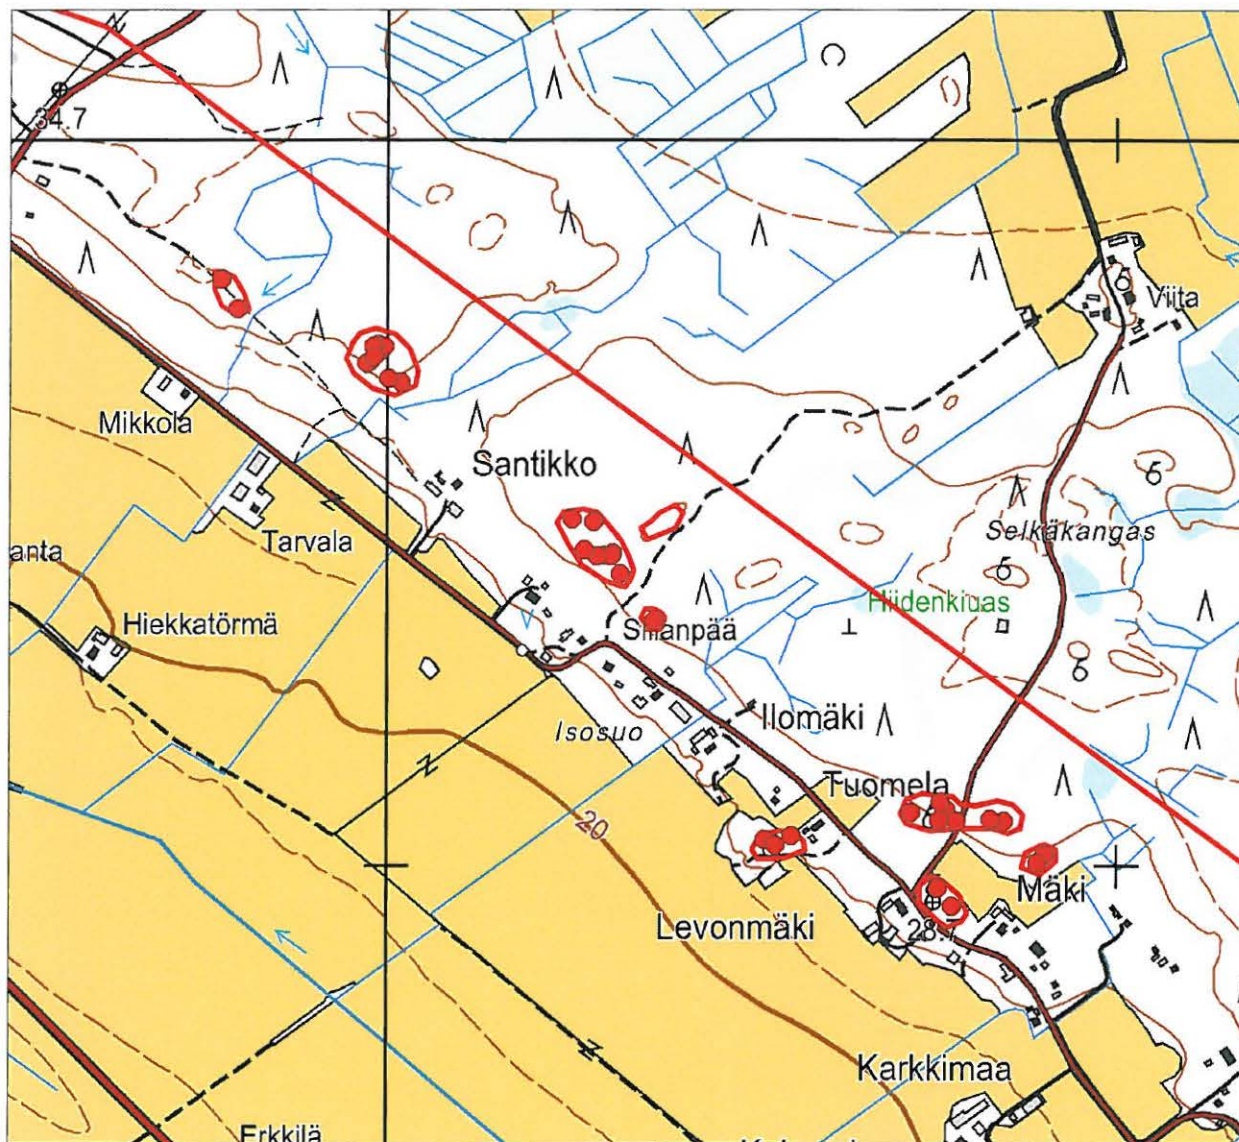 34.7
Viita
Mikkola
Santikko
Selkäkangas
Tarvala
anta
Hiidenkiuas
Hiekkatörmä
Sillanpää
Ilomäki
Isosuo
Tuomela
20
Mäki
Levonmäki
28.7
Karkkimaa
Erkkilä